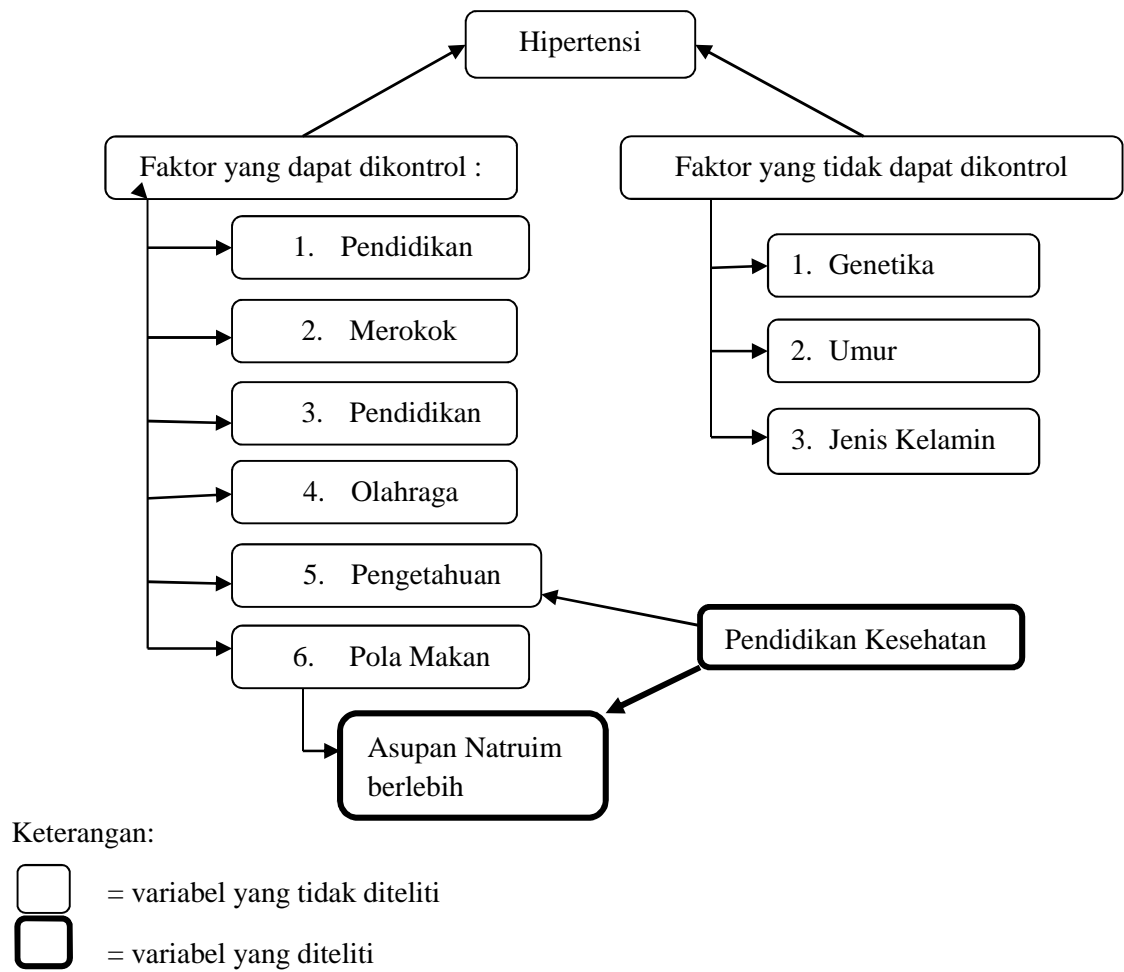 Hipertensi
Faktor yang dapat dikontrol :
Faktor yang tidak dapat dikontrol
1. Pendidikan
2. Merokok
3. Pendidikan
4. Olahraga
5. Pengetahuan
6. Pola Makan
1. Genetika
2. Umur
3. Jenis Kelamin
Pendidikan Kesehatan
Asupan Natruim
berlebih
Keterangan:
= variabel yang tidak diteliti
= variabel yang diteliti